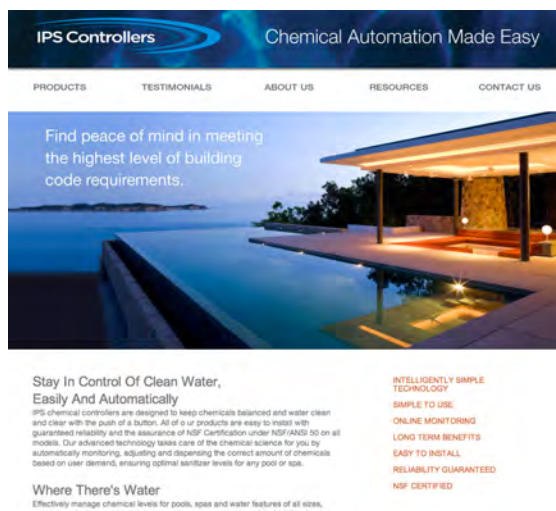 IPS Controllers
Chemical Automation Made Easy
PRODUCTS TESTIMONIALS ABOUT US RESOURCES CONTACT US
Find peace of mind in meeting
the highest level of building
code requirements.
Stay In Control Of Clean Water,
Easily And Automatically
IPS chemical controllers are designed to keep chemicals balanced and water clean
and clear with the push of a button. All of o ur products are easy to install with
guaranteed reliability and the assurance of NSF Certification under NSF/ANSI 50 on all
models. Our advanced technology takes care of the chemical science for you by
automatically monitoring, adjusting and dispensing the correct amount of chemicals
based on user demand, ensuring optimal sanitizer levels for any pool or spa.
Where There's Water
Effectively manage chemical levels for pools, spas and water features of all sizes,
INTELLIGENTLY SIMPLE
TECHNOLOGY
SIMPLE TO USE
ONLINE MONITORING
LONG TERM BENEFITS
EASY TO INSTALL
RELIABILITY GUARANTEED
NSF CERTIFIED